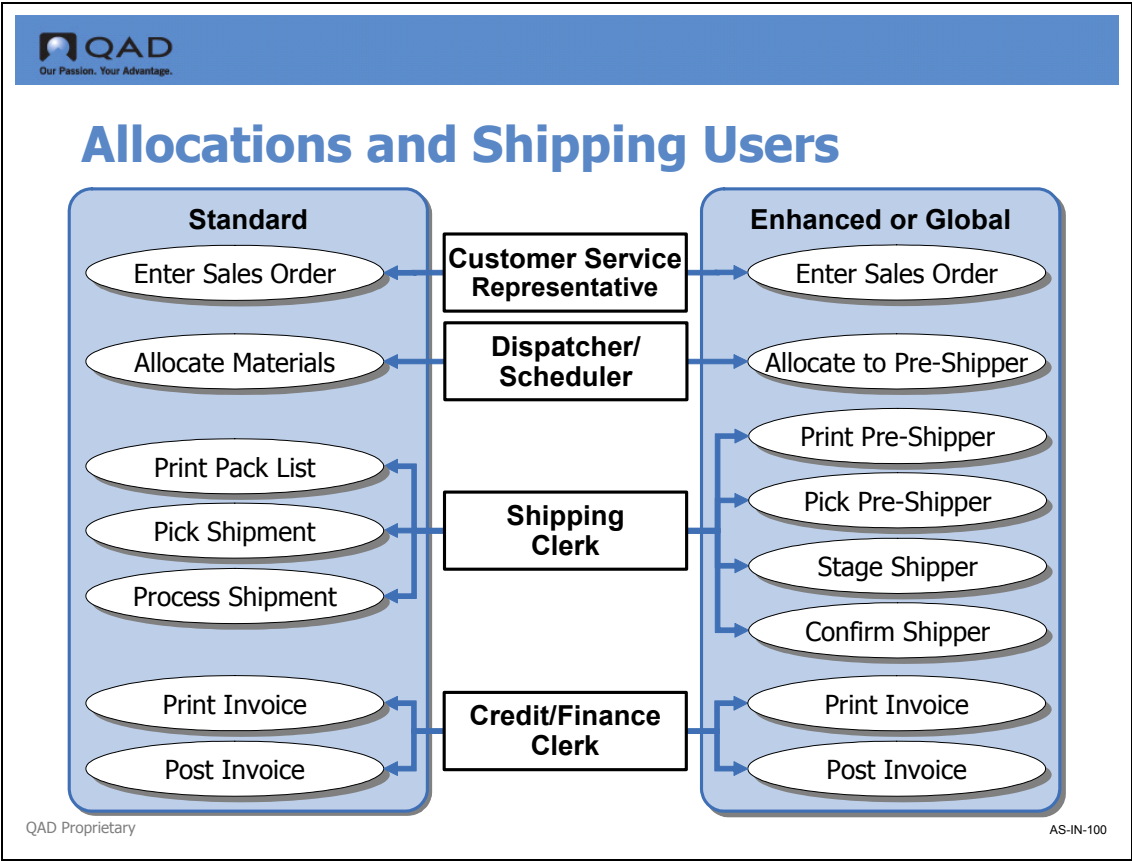 QAD
Our Passion. Your Advantage.
Allocations and Shipping Users
Standard
Enter Sales Order
Allocate Materials
Print Pack List
Pick Shipment
Process Shipment
Print Invoice
Post Invoice
Customer Service
Representative
Dispatcher/
Scheduler
Shipping
Clerk
Credit/Finance
Clerk
Enhanced or Global
Enter Sales Order
Allocate to Pre-Shipper
Print Pre-Shipper
Pick Pre-Shipper
Stage Shipper
Confirm Shipper
Print Invoice
Post Invoice
QAD Proprietary
AS-IN-100